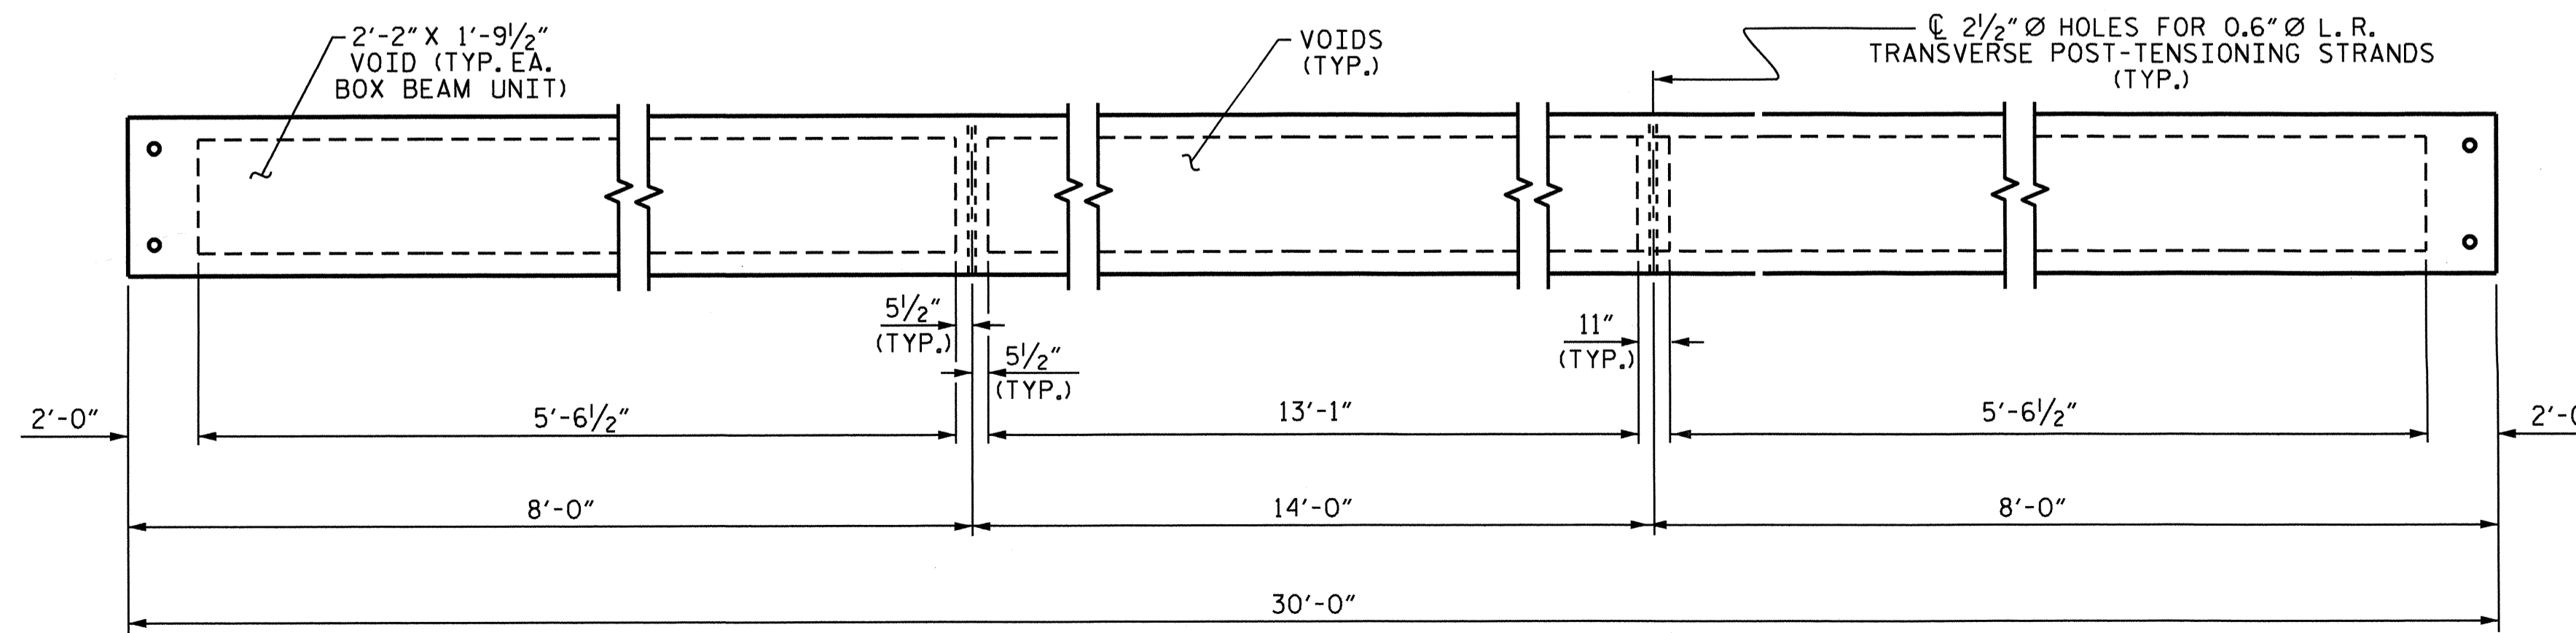 2'-2" X 1'-9½"
VOID (TYP. EA.
BOX BEAM UNIT)
VOIDS
(TYP.)
℄ 2½" Ø HOLES FOR 0.6" Ø L.R.
TRANSVERSE POST-TENSIONING STRANDS
(TYP.)
5½"
(TYP.)
5½"
(TYP.)
11"
(TYP.)
2'-0"
5'-6½"
13'-1"
5'-6½"
8'-0"
14'-0"
8'-0"
30'-0"